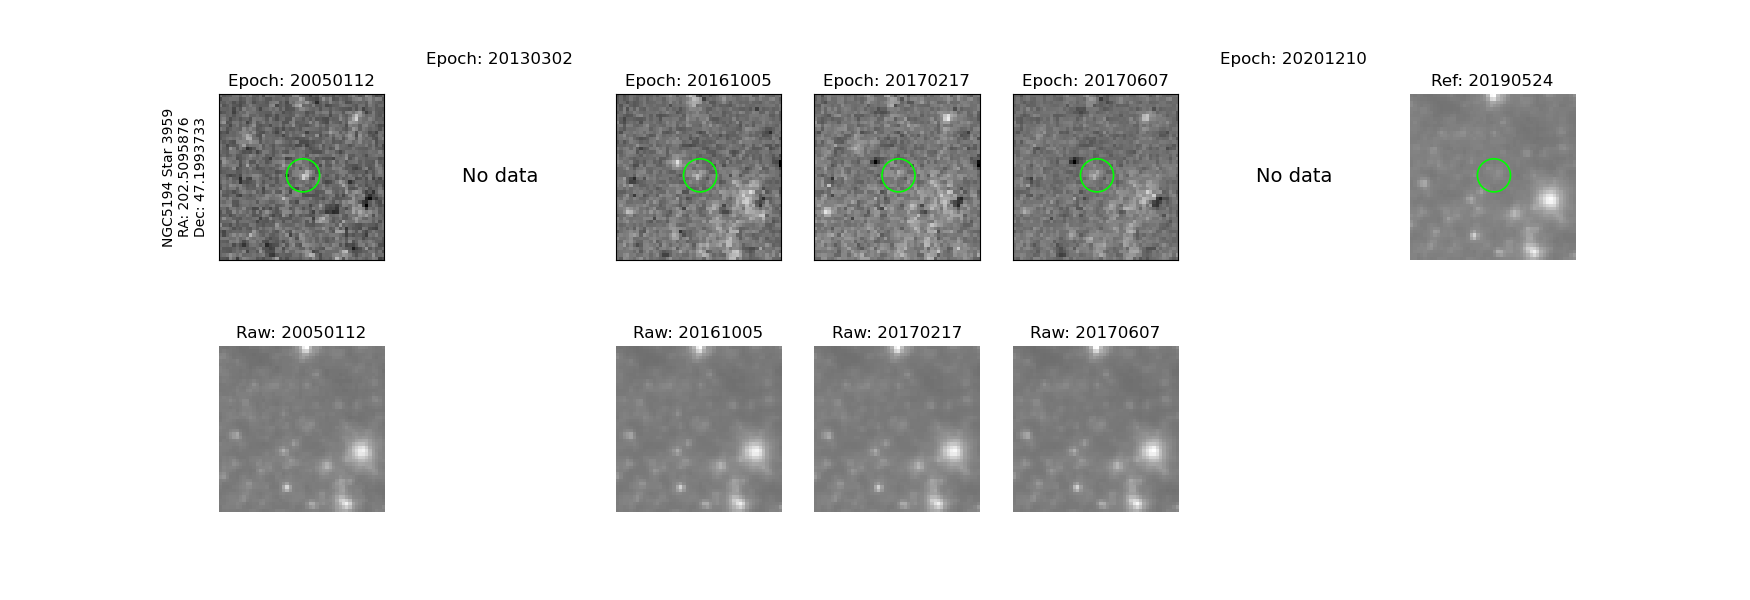 Epoch: 20130302
Epoch: 20201210
Epoch: 20050112
Epoch: 20161005
Epoch: 20170217
Epoch: 20170607
Ref: 20190524
NGC5194 Star 3959
RA: 202.5095876
Dec: 47.1993733
No data
No data
Raw: 20050112
Raw: 20161005
Raw: 20170217
Raw: 20170607